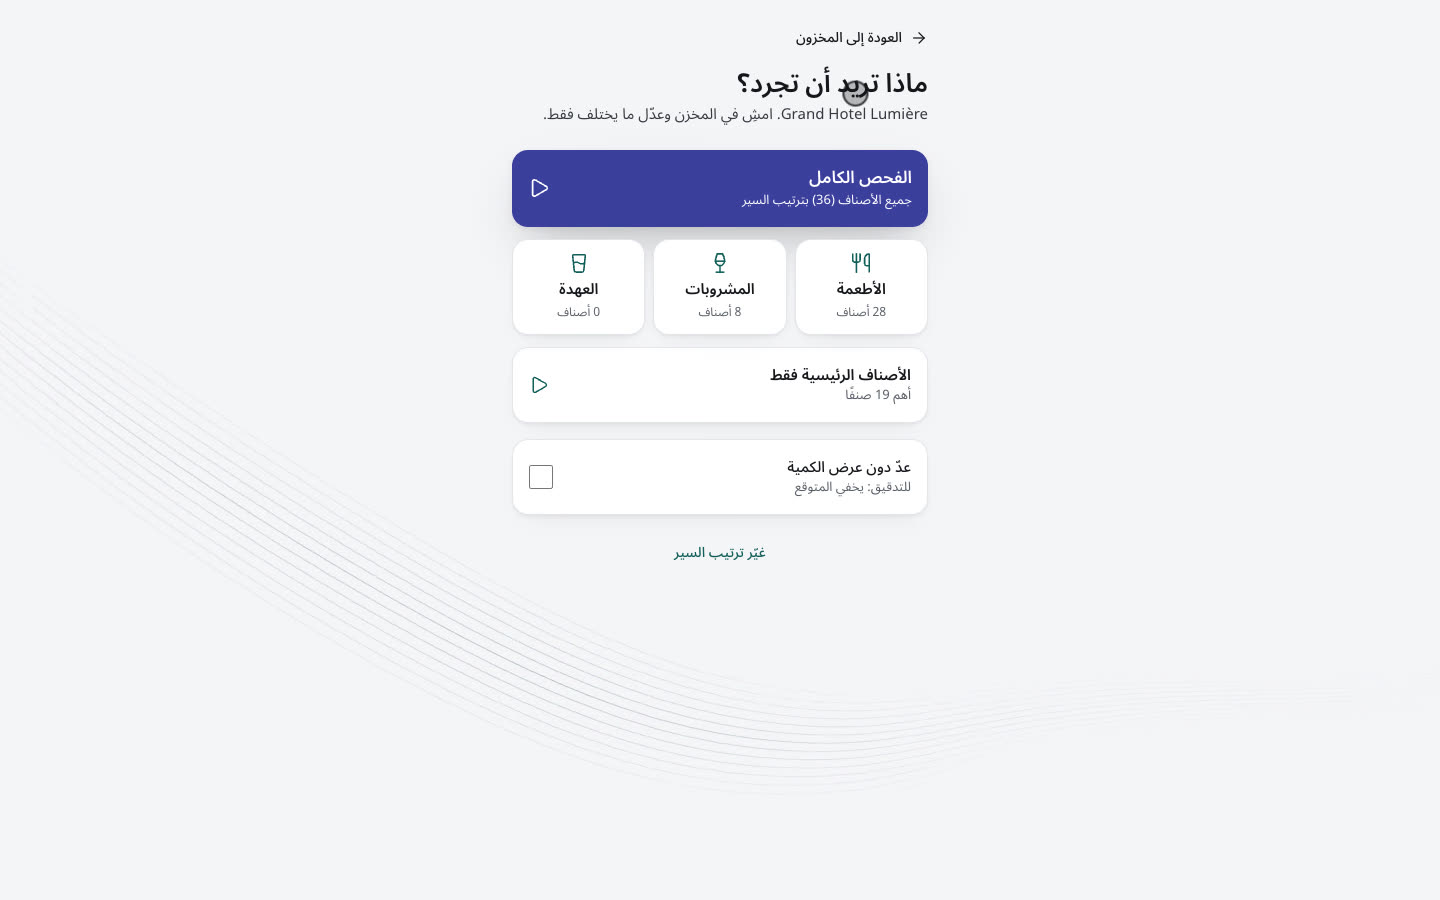 العودة إلى المخزون
ماذا تريد أن تجرد؟
Grand Hotel Lumière. امشِ في المخزن وعدّل ما يختلف فقط.
الفحص الكامل
جميع الأصناف (36) بترتيب السير
الأطعمة
28 أصناف
المشروبات
8 أصناف
العهدة
0 أصناف
الأصناف الرئيسية فقط
أهم 19 صنفًا
عدّ دون عرض الكمية
للتدقيق: يخفي المتوقع
غيّر ترتيب السير